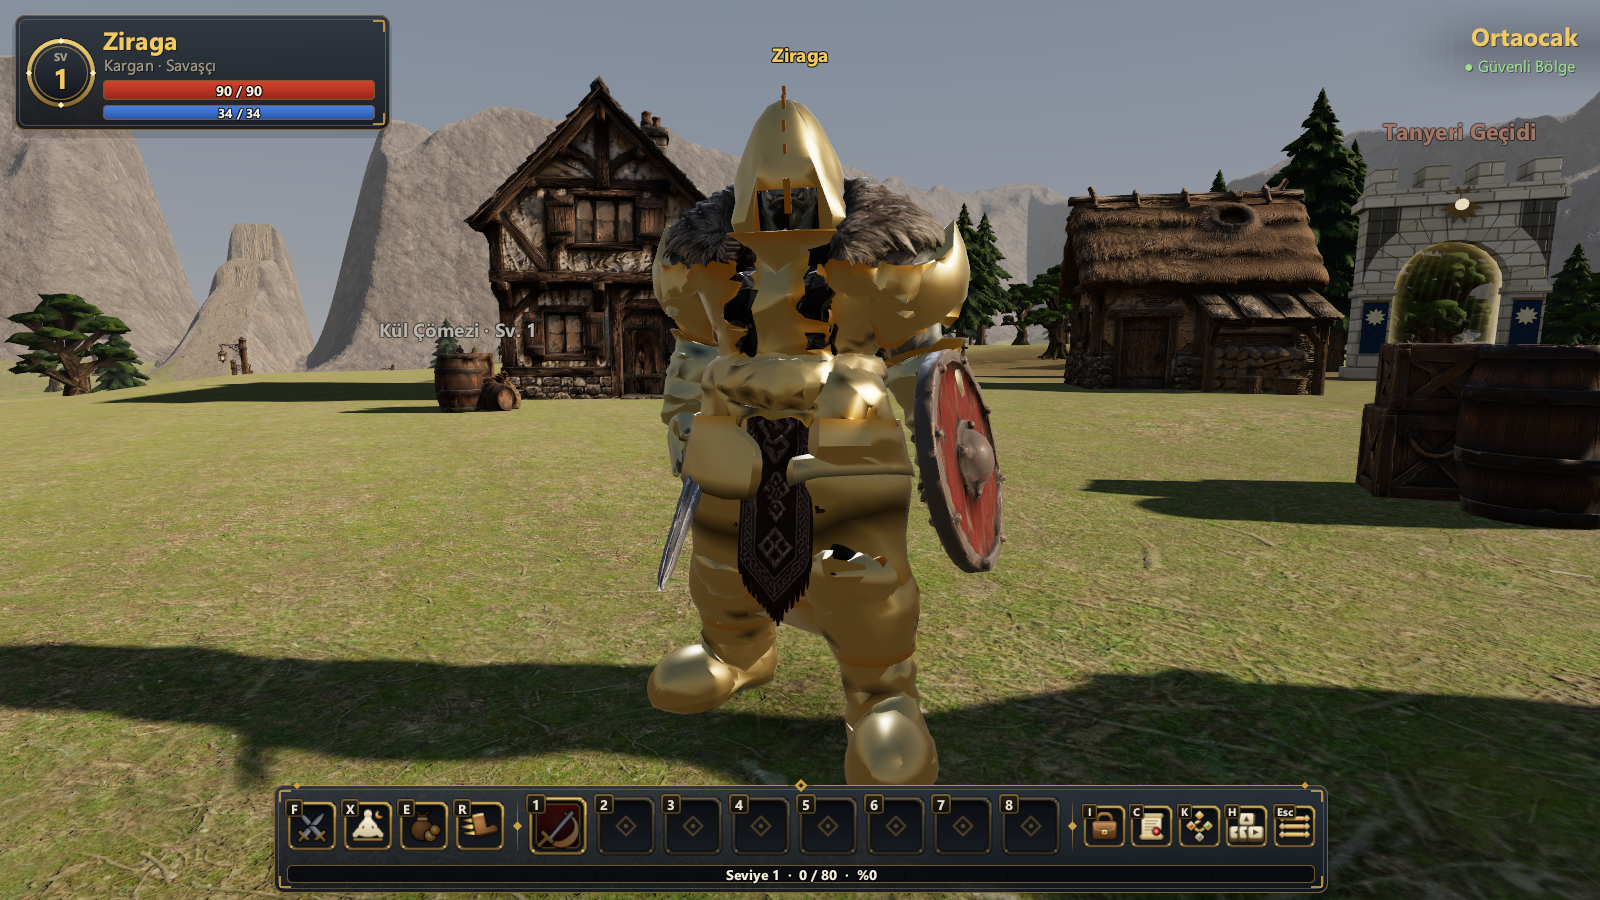 Ziraga
SV
1
Kargan · Savaşçı
90 / 90
34 / 34
Ziraga
Ortaocak
Güvenli Bölge
Tanyeri Geçidi
Kül Çömezi · Sv. 1
F
X
E
R
1
2
3
4
5
6
7
8
I
C
K
H
Esc
Seviye 1 · 0 / 80 · %0